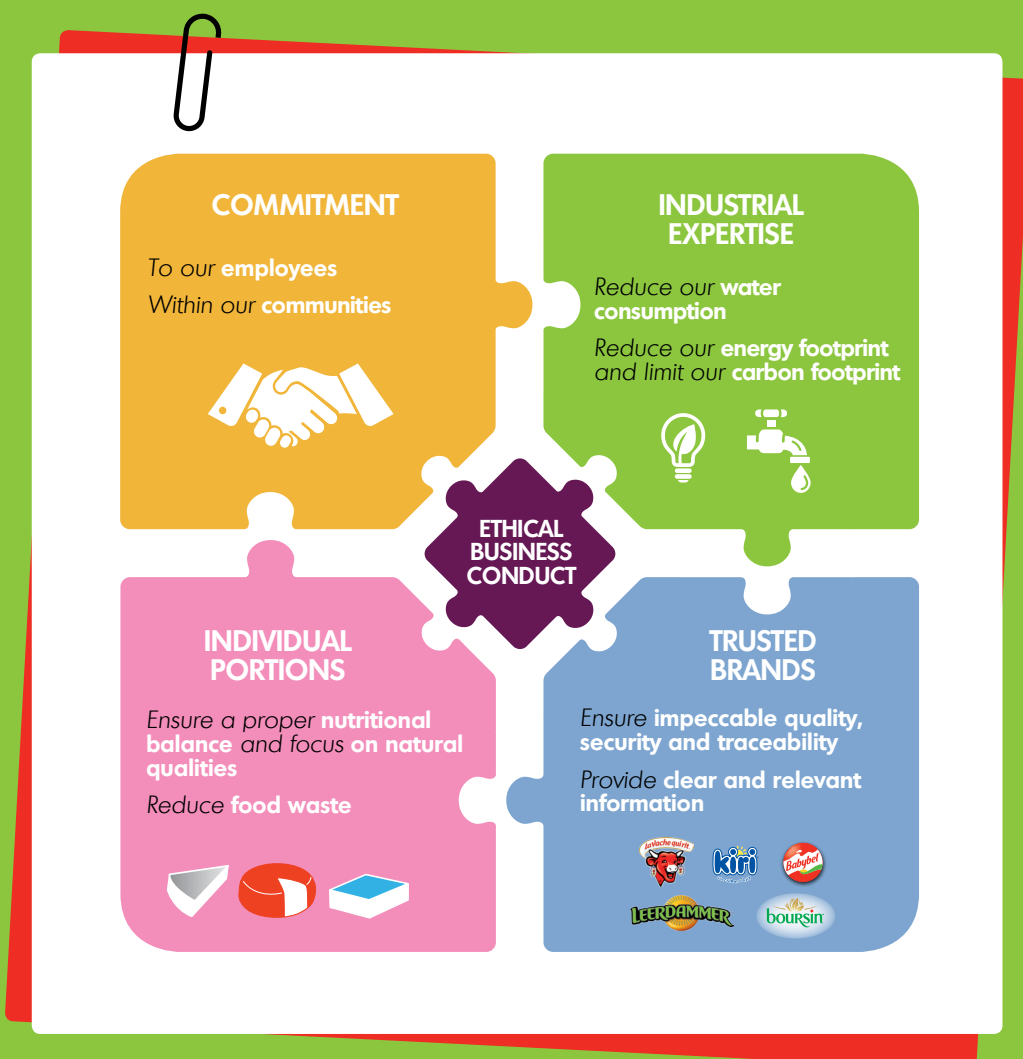 COMMITMENT
To our employees
Within our communities
INDUSTRIAL
EXPERTISE
Reduce our water
consumption
Reduce our energy footprint
and limit our carbon footprint
ETHICAL
BUSINESS
CONDUCT
INDIVIDUAL
PORTIONS
Ensure a proper nutritional
balance and focus on natural
qualities
Reduce food waste
TRUSTED
BRANDS
Ensure impeccable quality,
security and traceability
Provide clear and relevant
information
La Vache qui rit
kiri
Babybel
LEERDAMMER
boursin